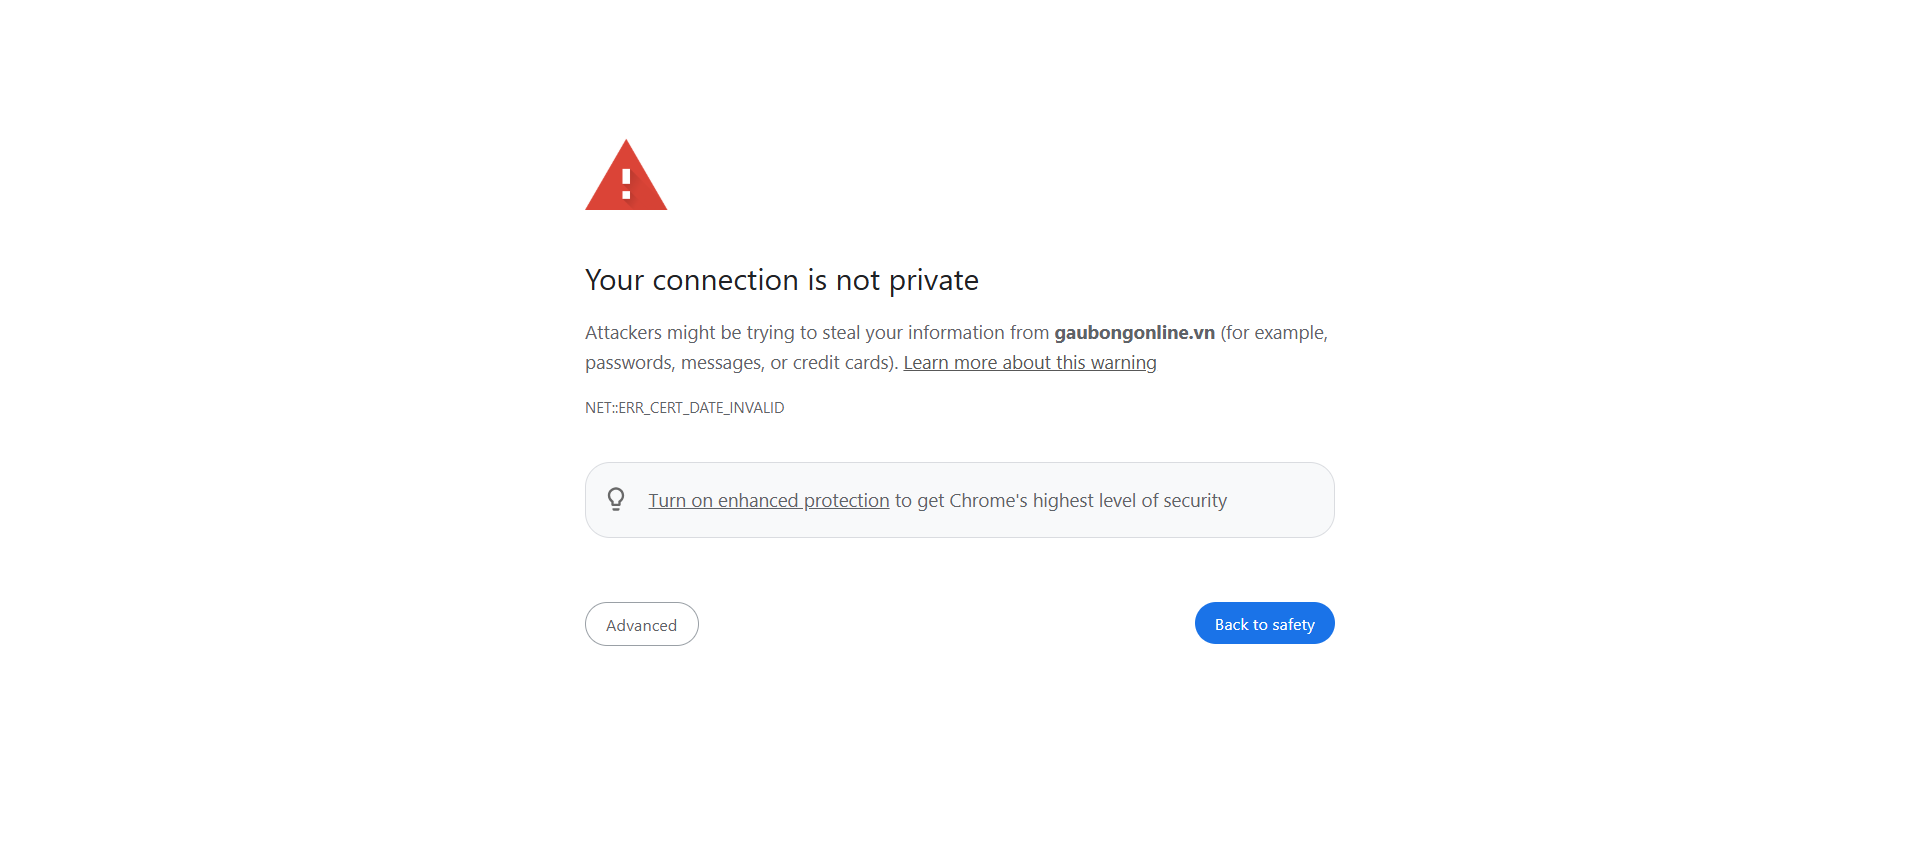 Your connection is not private
Attackers might be trying to steal your information from gaubongonline.vn (for example,
passwords, messages, or credit cards). Learn more about this warning
NET::ERR_CERT_DATE_INVALID
Turn on enhanced protection to get Chrome's highest level of security
Advanced
Back to safety